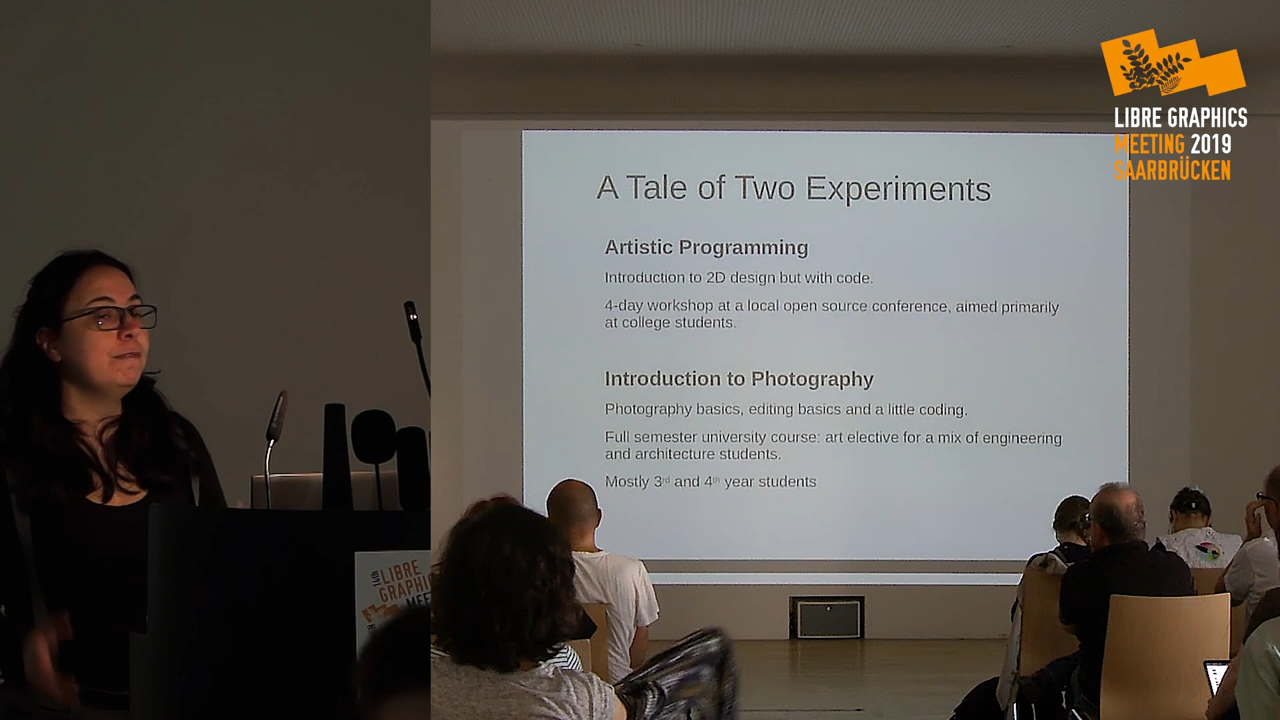 LIBRE GRAPHICS
MEETING 2019
SAARBRÜCKEN
A Tale of Two Experiments
Artistic Programming
Introduction to 2D design but with code.
4-day workshop at a local open source conference, aimed primarily
at college students.
Introduction to Photography
Photography basics, editing basics and a little coding.
Full semester university course: art elective for a mix of engineering
and architecture students.
Mostly 3rd and 4th year students
LIBRE